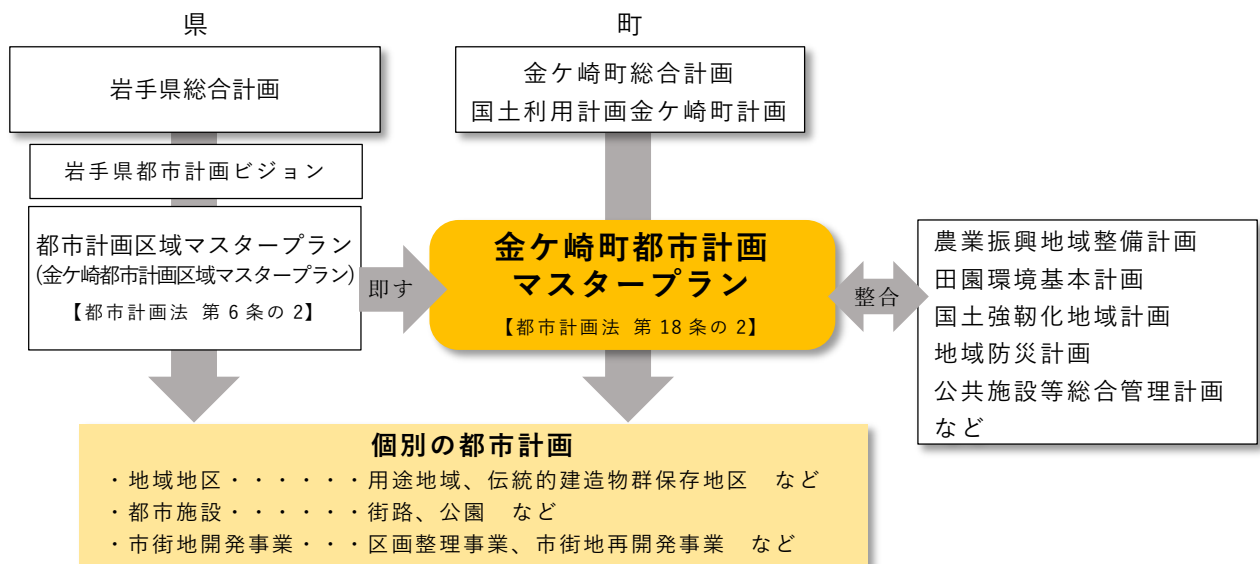 県
岩手県総合計画
岩手県都市計画ビジョン
都市計画区域マスタープラン
(金ケ崎都市計画区域マスタープラン)
【都市計画法 第6条の2】
即す
町
金ケ崎町総合計画
国土利用計画金ケ崎町計画
金ケ崎町都市計画
マスタープラン
【都市計画法 第18条の2】
整合
農業振興地域整備計画
田園環境基本計画
国土強靭化地域計画
地域防災計画
公共施設等総合管理計画
など
個別の都市計画
・地域地区・・・・・・用途地域、伝統的建造物群保存地区 など
・都市施設・・・・・・街路、公園 など
・市街地開発事業・・・区画整理事業、市街地再開発事業 など